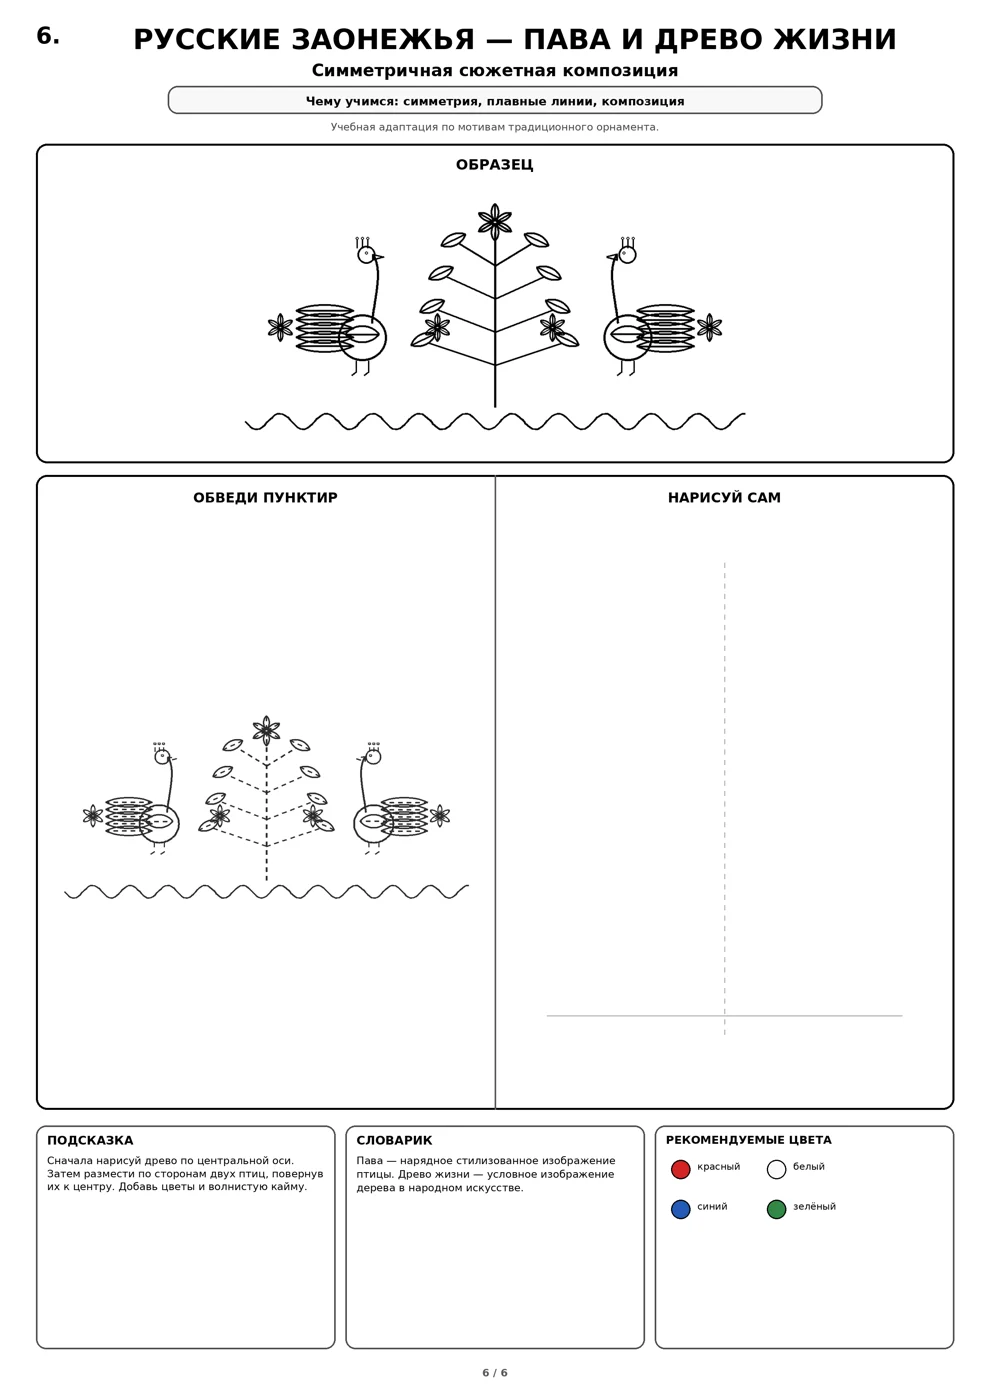 6.
РУССКИЕ ЗАОНЕЖЬЯ — ПАВА И ДРЕВО ЖИЗНИ
Симметричная сюжетная композиция
Чему учимся: симметрия, плавные линии, композиция
Учебная адаптация по мотивам традиционного орнамента.
ОБРАЗЕЦ
ОБВЕДИ ПУНКТИР
НАРИСУЙ САМ
ПОДСКАЗКА
Сначала нарисуй древо по центральной оси.
Затем размести по сторонам двух птиц, повернув
их к центру. Добавь цветы и волнистую кайму.
СЛОВАРИК
Пава — нарядное стилизованное изображение
птицы. Древо жизни — условное изображение
дерева в народном искусстве.
РЕКОМЕНДУЕМЫЕ ЦВЕТА
красный
белый
синий
зелёный
6 / 6